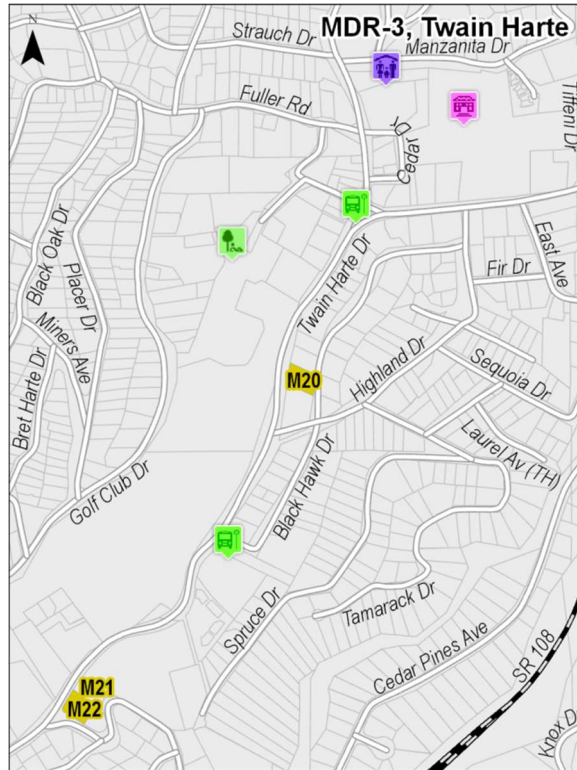 MDR-3, Twain Harte
N
Strauch Dr
Manzanita Dr
Fuller Rd
Cedar Dr
Tiffeni Dr
Black Oak Dr
Placer Dr
East Ave
Fir Dr
Twain Harte Dr
Miners Ave
M20
Highland Dr
Sequoia Dr
Bret Harte Dr
Laurel Av (TH)
Golf Club Dr
Black Hawk Dr
Spruce Dr
Tamarack Dr
Cedar Pines Ave
SR 108
M21
M22
Knox D